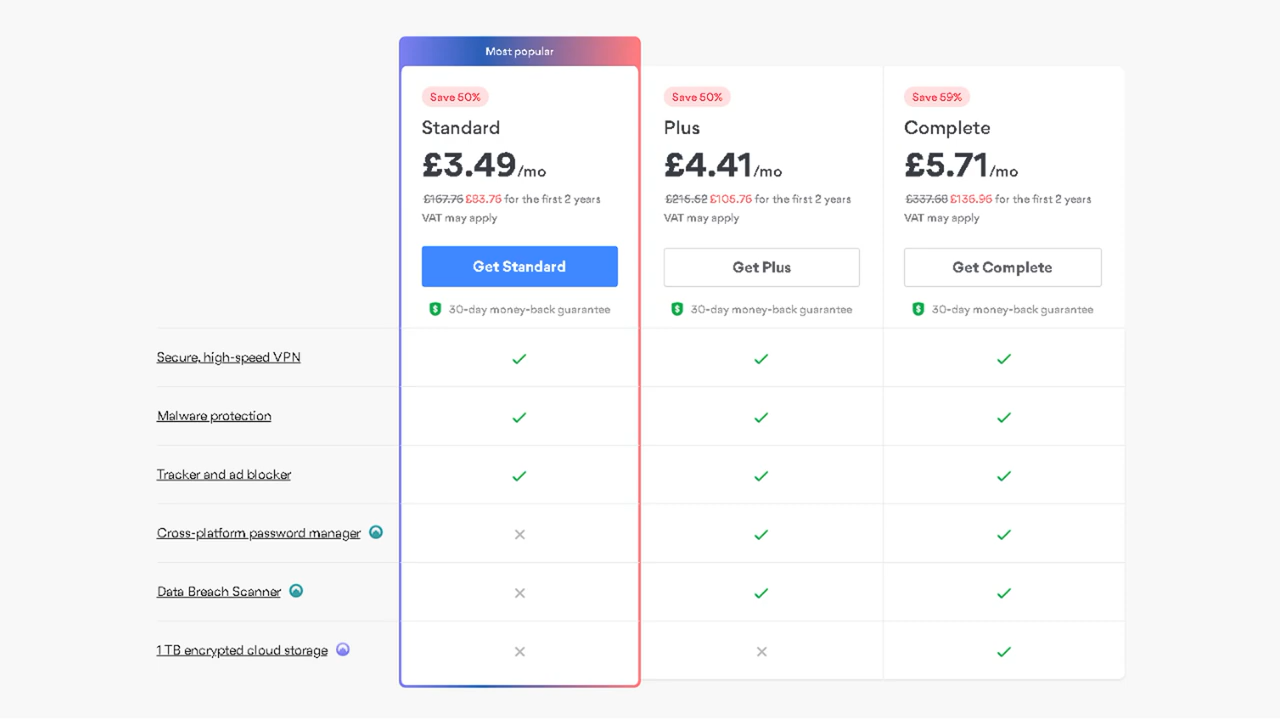 Most popular
Save 50%
Standard
£3.49/mo
£167.76 £83.76 for the first 2 years
VAT may apply
Get Standard
30-day money-back guarantee
Save 50%
Plus
£4.41/mo
£215.52 £105.76 for the first 2 years
VAT may apply
Get Plus
30-day money-back guarantee
Save 59%
Complete
£5.71/mo
£337.68 £136.96 for the first 2 years
VAT may apply
Get Complete
30-day money-back guarantee
Secure, high-speed VPN
Malware protection
Tracker and ad blocker
Cross-platform password manager
Data Breach Scanner
1 TB encrypted cloud storage